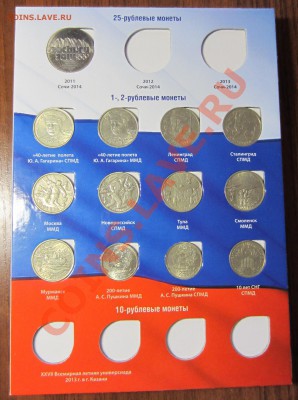 COINS.LAVE.RU
25-рублевые монеты
2011 2012 2013
Сочи-2014 Сочи-2014 Сочи-2014
1-, 2-рублевые монеты
«40-летие полета «40-летие полета Ленинград Сталинград
Ю. А. Гагарина» СПМД Ю. А. Гагарина» ММД СПМД СПМД
Москва Новороссийск Тула Смоленск
ММД СПМД ММД ММД
Мурманск 200-летие 200-летие 10 лет СНГ
ММД А. С. Пушкина ММД А. С. Пушкина СПМД СПМД
10-рублевые монеты
XXVII Всемирная летняя универсиада
2013 г. в г. Казани